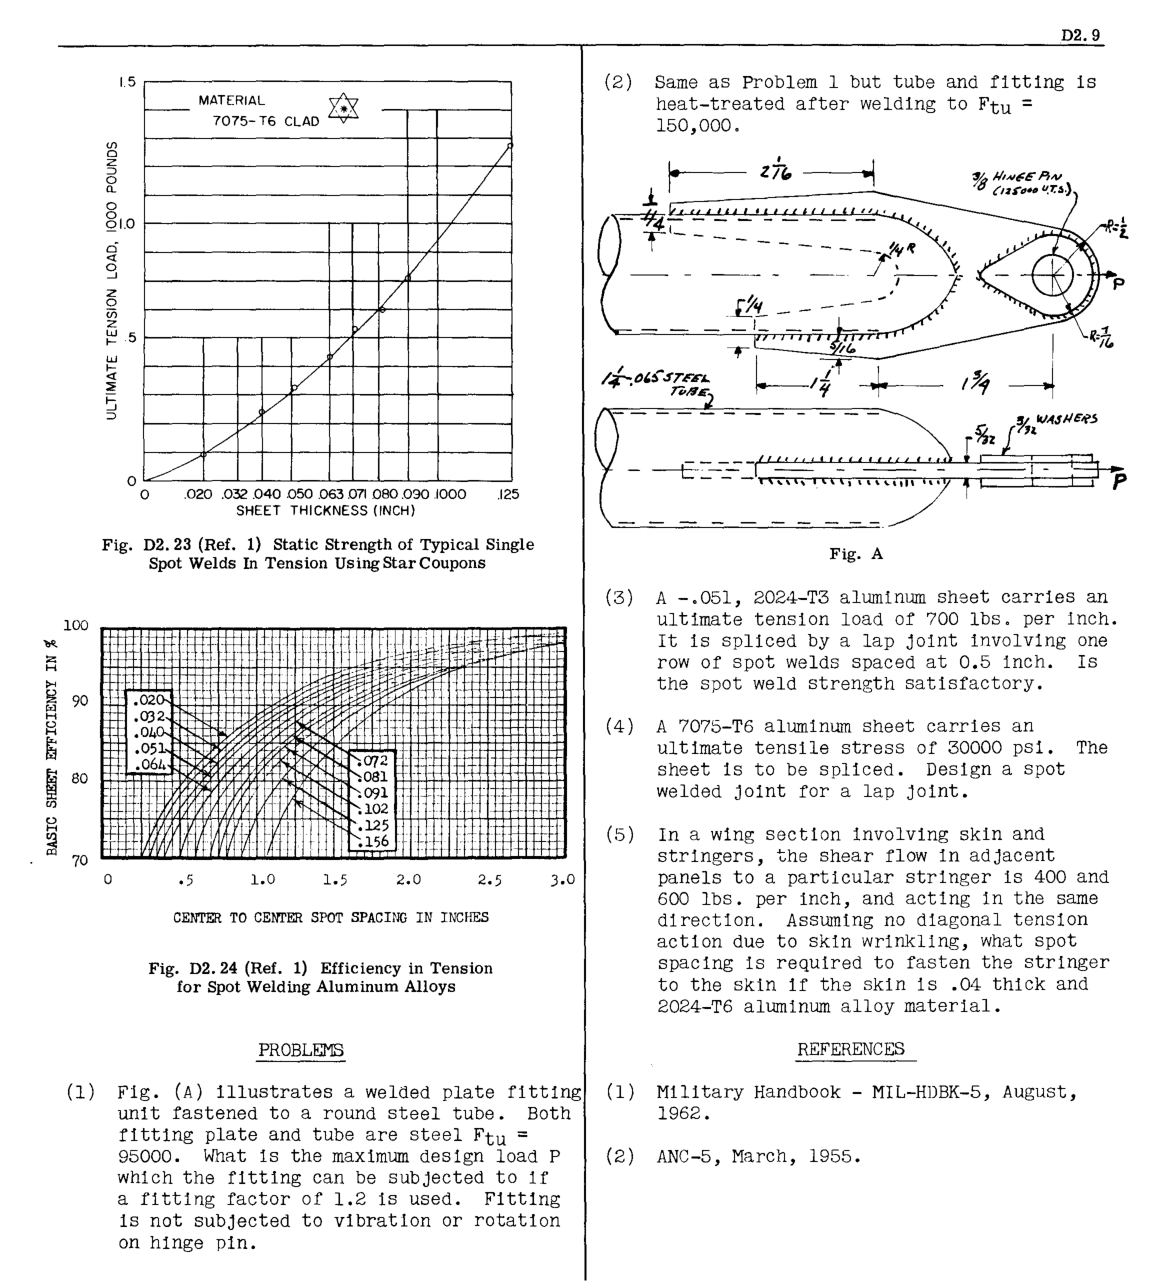 D2.9
1.5
MATERIAL
7075-T6 CLAD
1.0
.5
0
ULTIMATE TENSION LOAD, 1000 POUNDS
0 .020 .032 .040 .050 .063 .071 .080 .090 .1000 .125
SHEET THICKNESS (INCH)
Fig. D2.23 (Ref. 1) Static Strength of Typical Single
Spot Welds In Tension Using Star Coupons
100
90
80
70
BASIC SHEET EFFICIENCY IN %
.020
.032
.040
.051
.064
.072
.081
.091
.102
.125
.156
0 .5 1.0 1.5 2.0 2.5 3.0
CENTER TO CENTER SPOT SPACING IN INCHES
Fig. D2.24 (Ref. 1) Efficiency in Tension
for Spot Welding Aluminum Alloys
PROBLEMS
(1) Fig. (A) illustrates a welded plate fitting
unit fastened to a round steel tube. Both
fitting plate and tube are steel Ftu =
95000. What is the maximum design load P
which the fitting can be subjected to if
a fitting factor of 1.2 is used. Fitting
is not subjected to vibration or rotation
on hinge pin.
(2) Same as Problem 1 but tube and fitting is
heat-treated after welding to Ftu =
150,000.
2 1/16
3/8 HINGE PIN
(125000 U.T.S.)
1/4
R=1/2
1/4 R
P
1/4
R=7/16
5/16
1 1/4-.065 STEEL
TUBE
1 1/4
1 3/4
5/32
3/32 WASHERS
P
Fig. A
(3) A -.051, 2024-T3 aluminum sheet carries an
ultimate tension load of 700 lbs. per inch.
It is spliced by a lap joint involving one
row of spot welds spaced at 0.5 inch. Is
the spot weld strength satisfactory.
(4) A 7075-T6 aluminum sheet carries an
ultimate tensile stress of 30000 psi. The
sheet is to be spliced. Design a spot
welded joint for a lap joint.
(5) In a wing section involving skin and
stringers, the shear flow in adjacent
panels to a particular stringer is 400 and
600 lbs. per inch, and acting in the same
direction. Assuming no diagonal tension
action due to skin wrinkling, what spot
spacing is required to fasten the stringer
to the skin if the skin is .04 thick and
2024-T6 aluminum alloy material.
REFERENCES
(1) Military Handbook - MIL-HDBK-5, August,
1962.
(2) ANC-5, March, 1955.